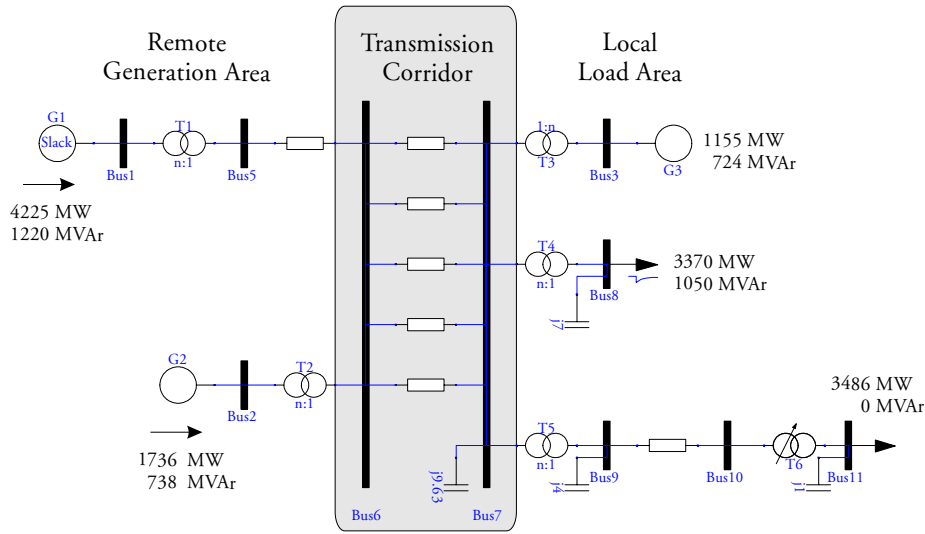 Remote
Generation Area
Transmission
Corridor
Local
Load Area
G1
Slack
Bus1
T1
n:1
Bus5
4225 MW
1220 MVAr
1:n
T3
Bus3
G3
1155 MW
724 MVAr
T4
n:1
Bus8
j7
3370 MW
1050 MVAr
G2
Bus2
T2
n:1
1736 MW
738 MVAr
j9.63
Bus6
Bus7
T5
n:1
j4
Bus9
Bus10
T6
j1
Bus11
3486 MW
0 MVAr